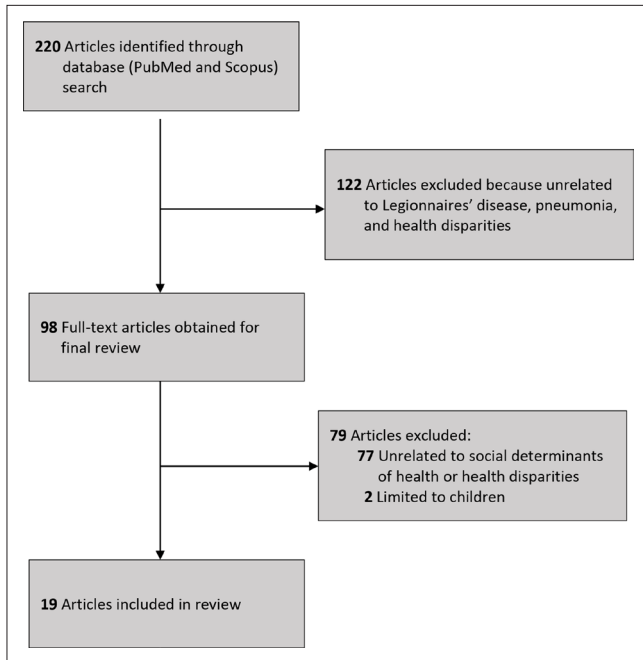 220 Articles identified through
database (PubMed and Scopus)
search
122 Articles excluded because unrelated
to Legionnaires’ disease, pneumonia,
and health disparities
98 Full-text articles obtained for
final review
79 Articles excluded:
77 Unrelated to social determinants
of health or health disparities
2 Limited to children
19 Articles included in review